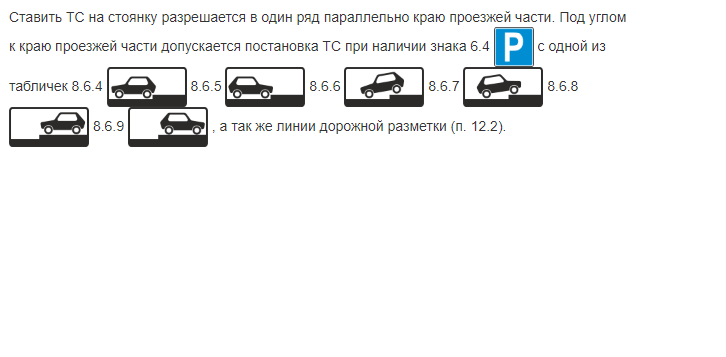 Ставить ТС на стоянку разрешается в один ряд параллельно краю проезжей части. Под углом
к краю проезжей части допускается постановка ТС при наличии знака 6.4 P с одной из
табличек 8.6.4 8.6.5 8.6.6 8.6.7 8.6.8
8.6.9 , а так же линии дорожной разметки (п. 12.2).